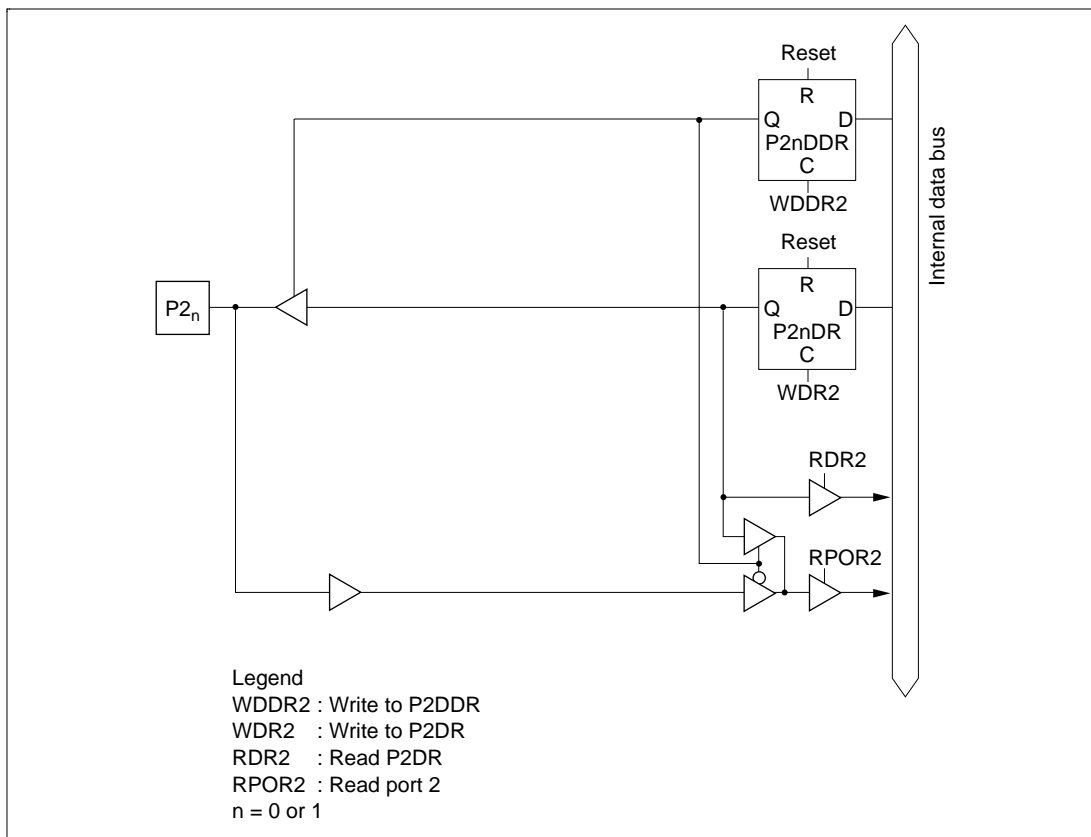 Reset
R
Q D
P2nDDR
C
WDDR2
Internal data bus
Reset
R
P2n
Q D
P2nDR
C
WDR2
RDR2
RPOR2
Legend
WDDR2 : Write to P2DDR
WDR2 : Write to P2DR
RDR2 : Read P2DR
RPOR2 : Read port 2
n = 0 or 1